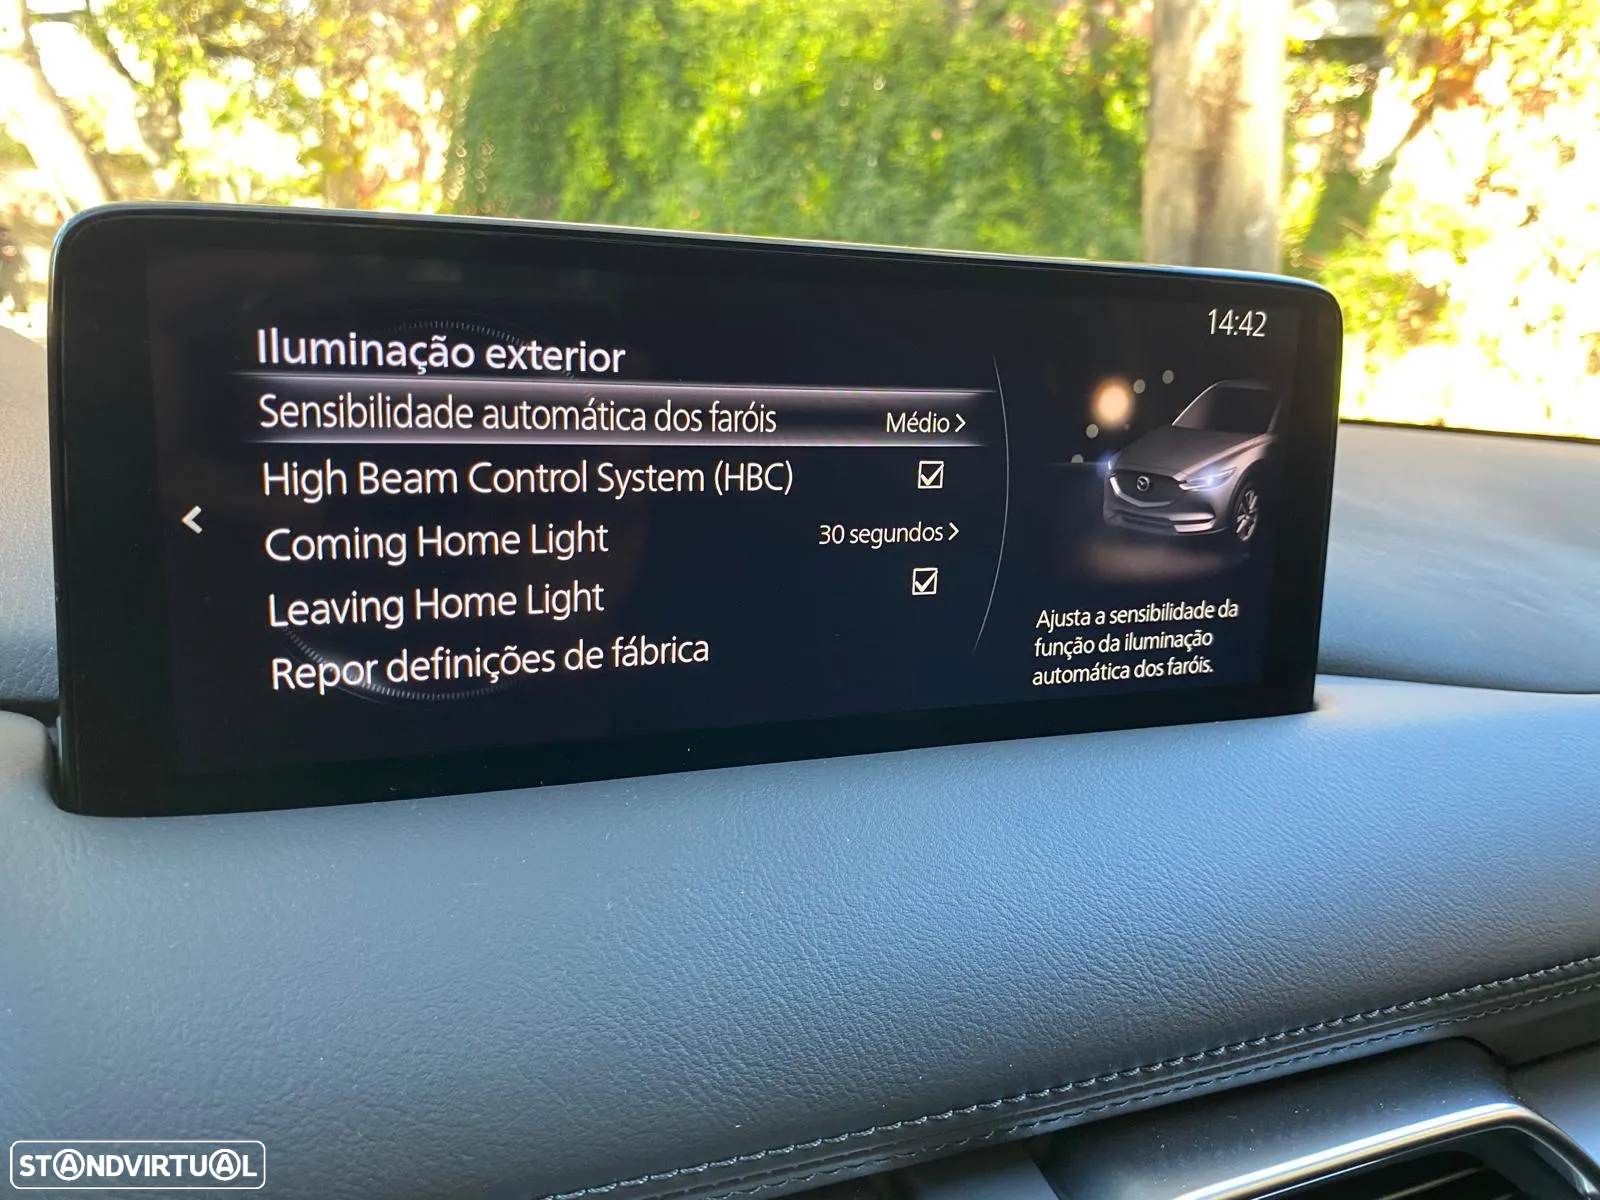 14:42
Iluminação exterior
Sensibilidade automática dos faróis Médio >
High Beam Control System (HBC)
Coming Home Light 30 segundos >
Leaving Home Light
Repor definições de fábrica
Ajusta a sensibilidade da
função da iluminação
automática dos faróis.
STANDVIRTUAL